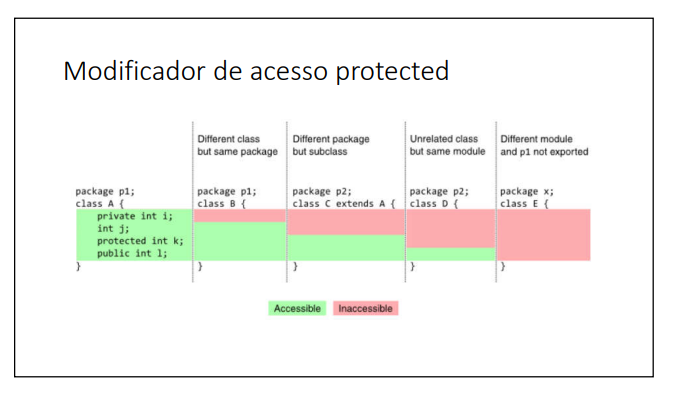 Modificador de acesso protected
Different class
but same package
Different package
but subclass
Unrelated class
but same module
Different module
and p1 not exported
package p1;
class A {
private int i;
int j;
protected int k;
public int l;
}
package p1;
class B {
}
package p2;
class C extends A {
}
package p2;
class D {
}
package x;
class E {
}
Accessible
Inaccessible